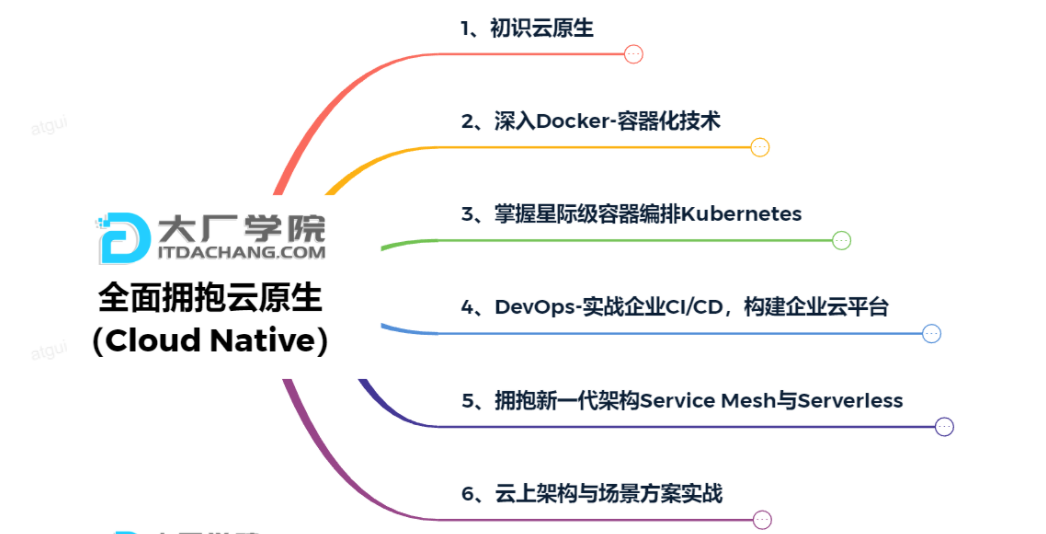 1、初识云原生
atgui
2、深入Docker-容器化技术
3、掌握星际级容器编排Kubernetes
大厂学院
ITDACHANG.COM
全面拥抱云原生
（Cloud Native）
4、DevOps-实战企业CI/CD，构建企业云平台
atgui
5、拥抱新一代架构Service Mesh与Serverless
6、云上架构与场景方案实战